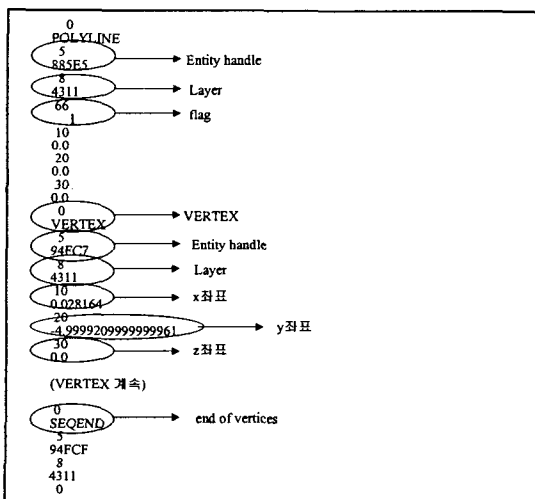 0
POLYLINE
5
885E5 Entity handle
8
4311 Layer
66 flag
1
10
0.0
20
0.0
30
0.0
0 VERTEX
VERTEX
5 Entity handle
94EC7
8 Layer
4311
10 x좌표
0.028164
20
-4.9999209999999961 y좌표
30 z좌표
0.0
(VERTEX 계속)
0
SEQEND end of vertices
5
94FCF
8
4311
0